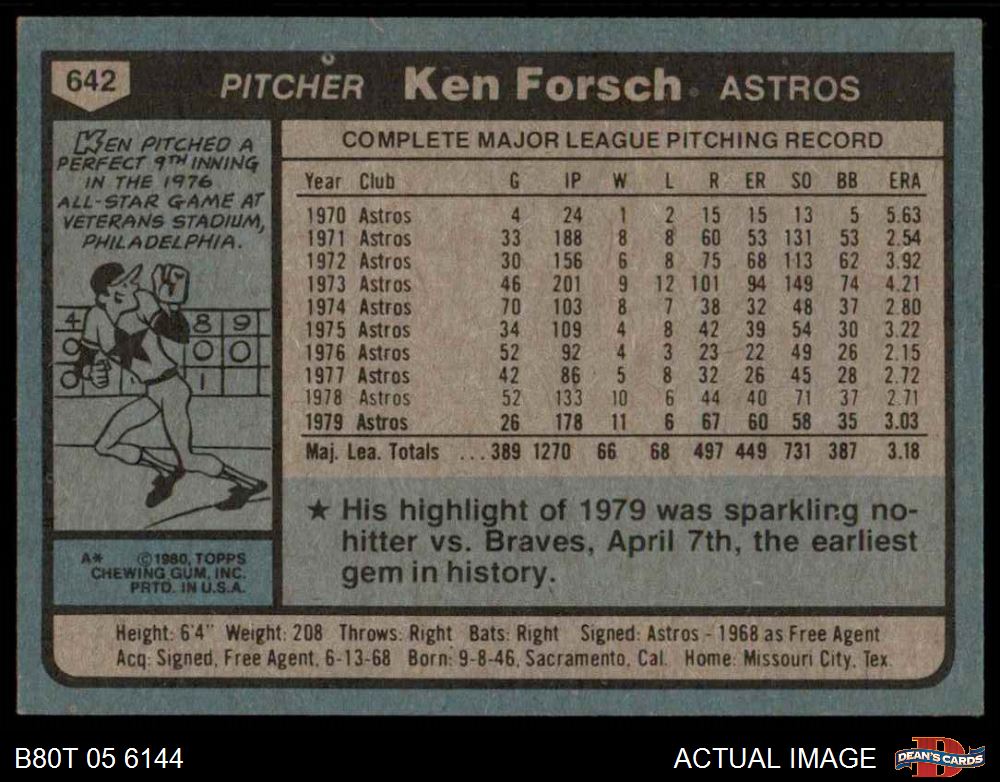 642 PITCHER Ken Forsch ASTROS
KEN PITCHED A
PERFECT 9TH INNING
IN THE 1976
ALL-STAR GAME AT
VETERANS STADIUM,
PHILADELPHIA.
4 8 9
0 0 0
0 1
A* ©1980, TOPPS
CHEWING GUM, INC.
PRTD. IN U.S.A.
COMPLETE MAJOR LEAGUE PITCHING RECORD
Year Club G IP W L R ER SO BB ERA
1970 Astros 4 24 1 2 15 15 13 5 5.63
1971 Astros 33 188 8 8 60 53 131 53 2.54
1972 Astros 30 156 6 8 75 68 113 62 3.92
1973 Astros 46 201 9 12 101 94 149 74 4.21
1974 Astros 70 103 8 7 38 32 48 37 2.80
1975 Astros 34 109 4 8 42 39 54 30 3.22
1976 Astros 52 92 4 3 23 22 49 26 2.15
1977 Astros 42 86 5 8 32 26 45 28 2.72
1978 Astros 52 133 10 6 44 40 71 37 2.71
1979 Astros 26 178 11 6 67 60 58 35 3.03
Maj. Lea. Totals ... 389 1270 66 68 497 449 731 387 3.18
★ His highlight of 1979 was sparkling no-
hitter vs. Braves, April 7th, the earliest
gem in history.
Height: 6'4" Weight: 208 Throws: Right Bats: Right Signed: Astros - 1968 as Free Agent
Acq: Signed, Free Agent, 6-13-68 Born: 9-8-46, Sacramento, Cal. Home: Missouri City, Tex.
B80T 05 6144 ACTUAL IMAGE DEAN'S CARDS